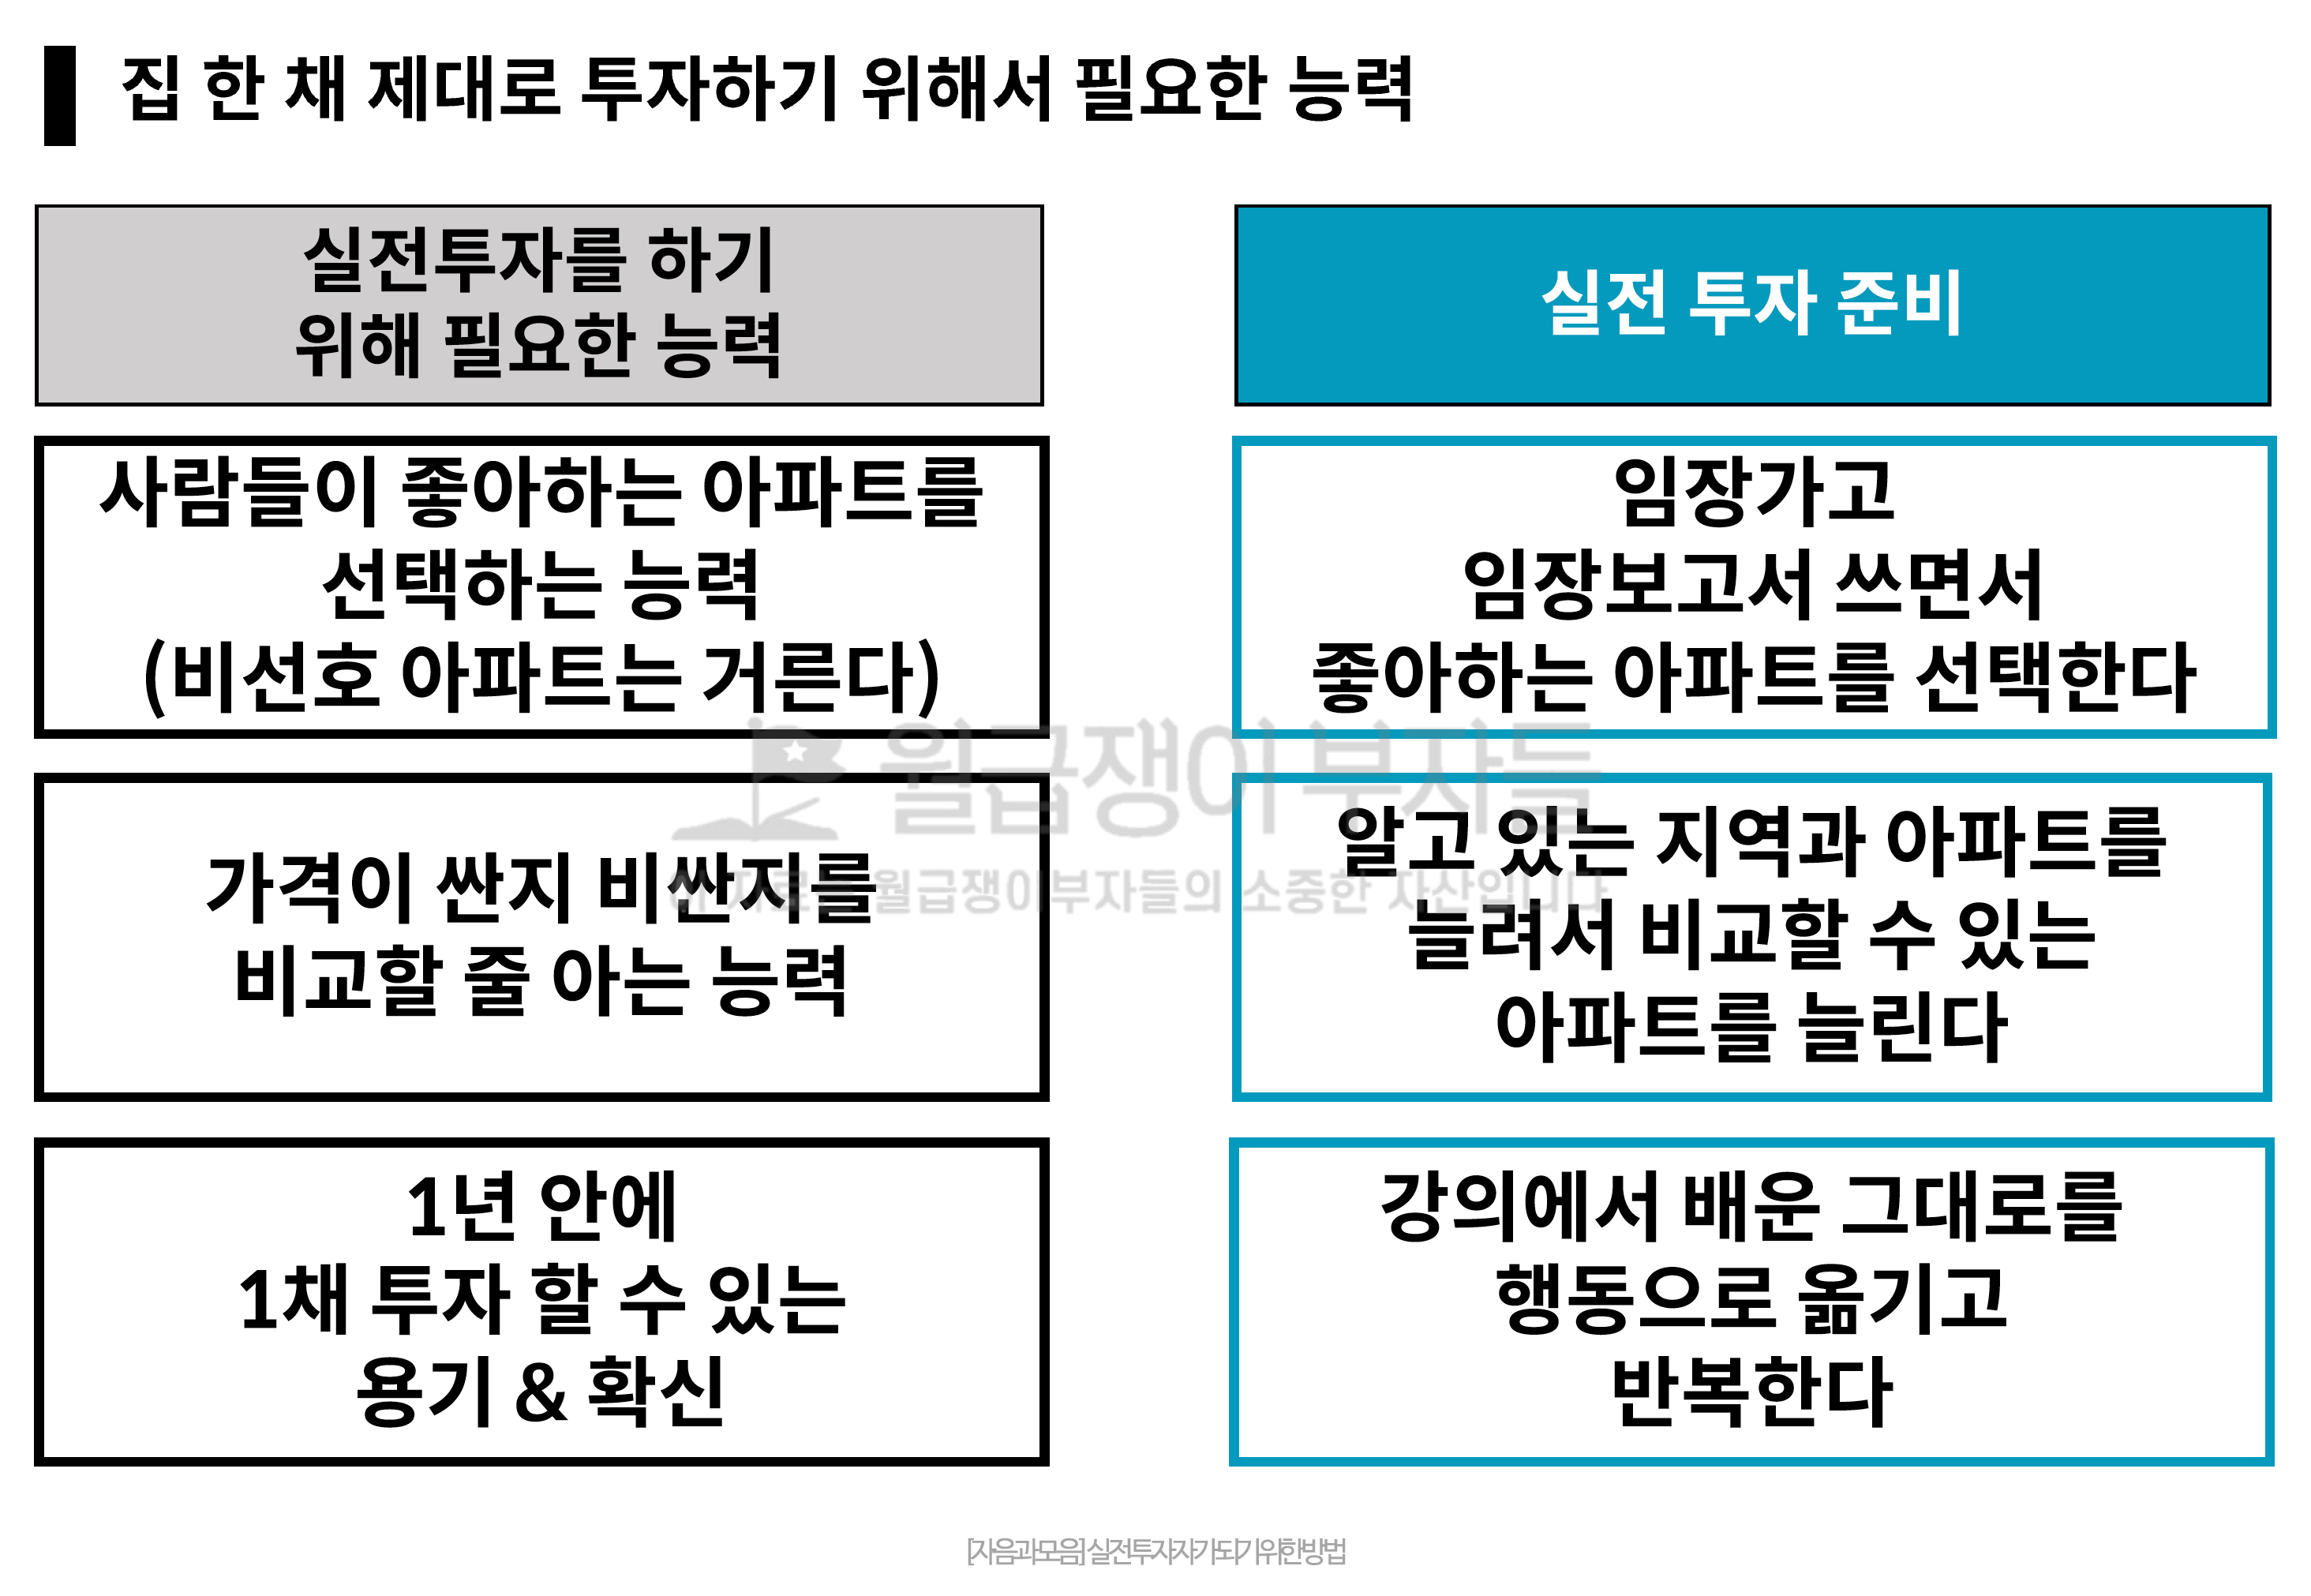 집 한 채 제대로 투자하기 위해서 필요한 능력
실전투자를 하기
위해 필요한 능력
실전 투자 준비
사람들이 좋아하는 아파트를
선택하는 능력
(비선호 아파트는 거른다)
임장가고
임장보고서 쓰면서
좋아하는 아파트를 선택한다
월급쟁이 부자들
이 자료는 월급쟁이부자들의 소중한 자산입니다
가격이 싼지 비싼지를
비교할 줄 아는 능력
알고 있는 지역과 아파트를
늘려서 비교할 수 있는
아파트를 늘린다
1년 안에
1채 투자 할 수 있는
용기 & 확신
강의에서 배운 그대로를
행동으로 옮기고
반복한다
[자음과모음] 실전투자자가 되기 위한 방법